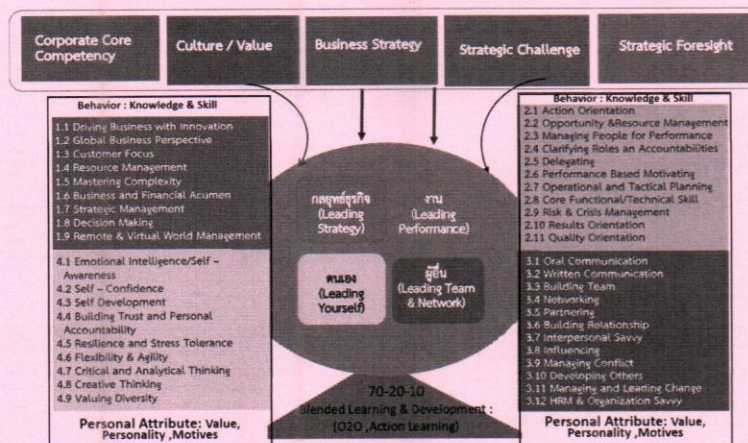 Corporate Core
Competency
Culture / Value
Business Strategy
Strategic Challenge
Strategic Foresight
Behavior : Knowledge & Skill
1.1 Driving Business with Innovation
1.2 Global Business Perspective
1.3 Customer Focus
1.4 Resource Management
1.5 Mastering Complexity
1.6 Business and Financial Acumen
1.7 Strategic Management
1.8 Decision Making
1.9 Remote & Virtual World Management
4.1 Emotional Intelligence/Self –
Awareness
4.2 Self – Confidence
4.3 Self Development
4.4 Building Trust and Personal
Accountability
4.5 Resilience and Stress Tolerance
4.6 Flexibility & Agility
4.7 Critical and Analytical Thinking
4.8 Creative Thinking
4.9 Valuing Diversity
Personal Attribute: Value,
Personality ,Motives
กลยุทธ์ธุรกิจ
(Leading
Strategy)
งาน
(Leading
Performance)
ตนเอง
(Leading
Yourself)
ผู้อื่น
(Leading Team
& Network)
70-20-10
Blended Learning & Development :
(O2O ,Action Learning)
Behavior : Knowledge & Skill
2.1 Action Orientation
2.2 Opportunity &Resource Management
2.3 Managing People for Performance
2.4 Clarifying Roles an Accountabilities
2.5 Delegating
2.6 Performance Based Motivating
2.7 Operational and Tactical Planning
2.8 Core Functional/Technical Skill
2.9 Risk & Crisis Management
2.10 Results Orientation
2.11 Quality Orientation
3.1 Oral Communication
3.2 Written Communication
3.3 Building Team
3.4 Networking
3.5 Partnering
3.6 Building Relationship
3.7 Interpersonal Savvy
3.8 Influencing
3.9 Managing Conflict
3.10 Developing Others
3.11 Managing and Leading Change
3.12 HRM & Organization Savvy
Personal Attribute: Value,
Personality ,Motives